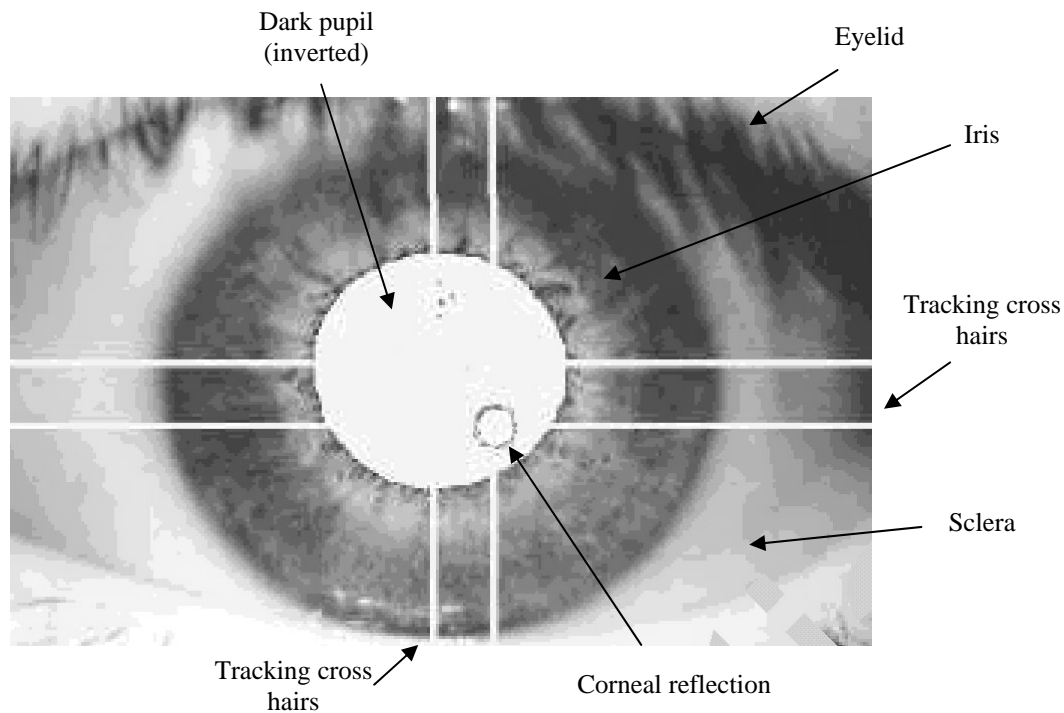 Dark pupil
(inverted)
Eyelid
Iris
Tracking cross
hairs
Sclera
Tracking cross
hairs
Corneal reflection